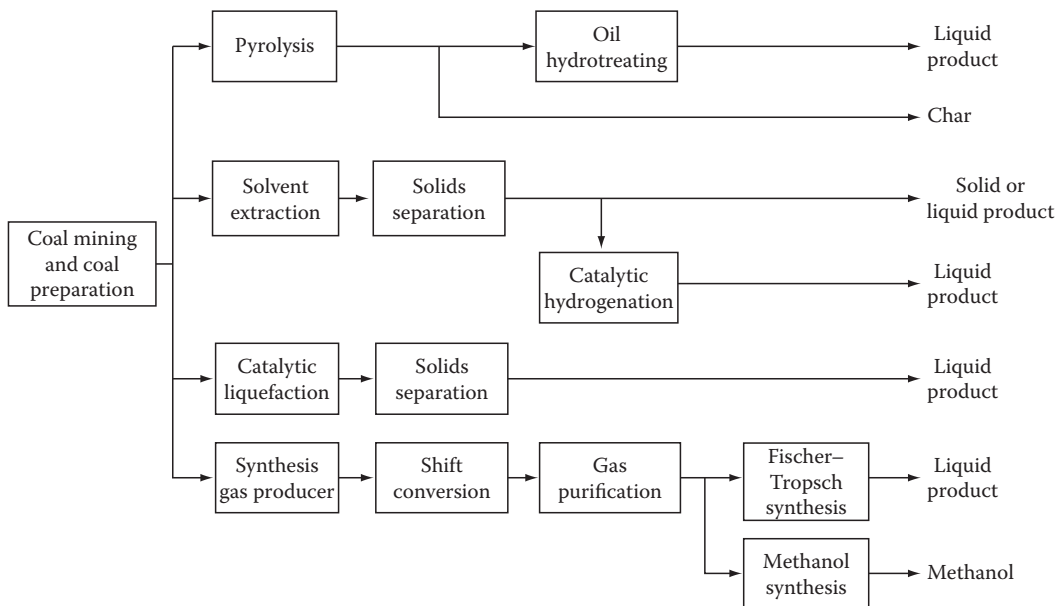 Pyrolysis
Oil
hydrotreating
Liquid
product
Char
Solvent
extraction
Solids
separation
Solid or
liquid product
Coal mining
and coal
preparation
Catalytic
hydrogenation
Liquid
product
Catalytic
liquefaction
Solids
separation
Liquid
product
Synthesis
gas producer
Shift
conversion
Gas
purification
Fischer–
Tropsch
synthesis
Liquid
product
Methanol
synthesis
Methanol